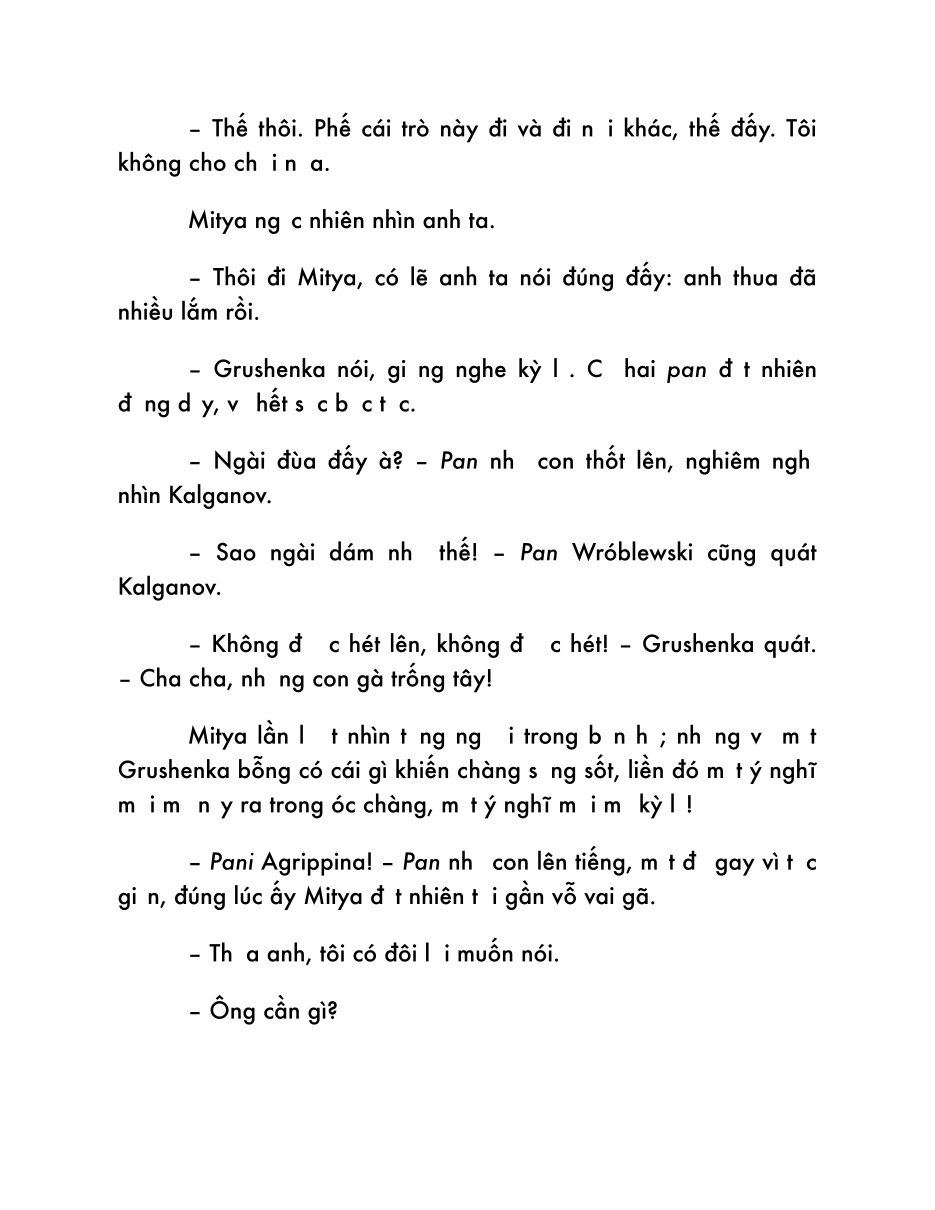 – Thế thôi. Phế cái trò này đi và đi n i khác, thế đấy. Tôi
không cho ch i n a.
Mitya ng c nhiên nhìn anh ta.
– Thôi đi Mitya, có lẽ anh ta nói đúng đấy: anh thua đã
nhiều lắm rồi.
– Grushenka nói, gi ng nghe kỳ l . C hai pan đ t nhiên
đ ng d y, v hết s c b c t c.
– Ngài đùa đấy à? – Pan nh con thốt lên, nghiêm ngh
nhìn Kalganov.
– Sao ngài dám nh thế! – Pan Wróblewski cũng quát
Kalganov.
– Không đ c hét lên, không đ c hét! – Grushenka quát.
– Cha cha, nh ng con gà trống tây!
Mitya lần l t nhìn t ng ng i trong b n h ; nh ng v m t
Grushenka bỗng có cái gì khiến chàng s ng sốt, liền đó m t ý nghĩ
m i m n y ra trong óc chàng, m t ý nghĩ m i m kỳ l !
– Pani Agrippina! – Pan nh con lên tiếng, m t đ gay vì t c
gi n, đúng lúc ấy Mitya đ t nhiên t i gần vỗ vai gã.
– Th a anh, tôi có đôi l i muốn nói.
– Ông cần gì?